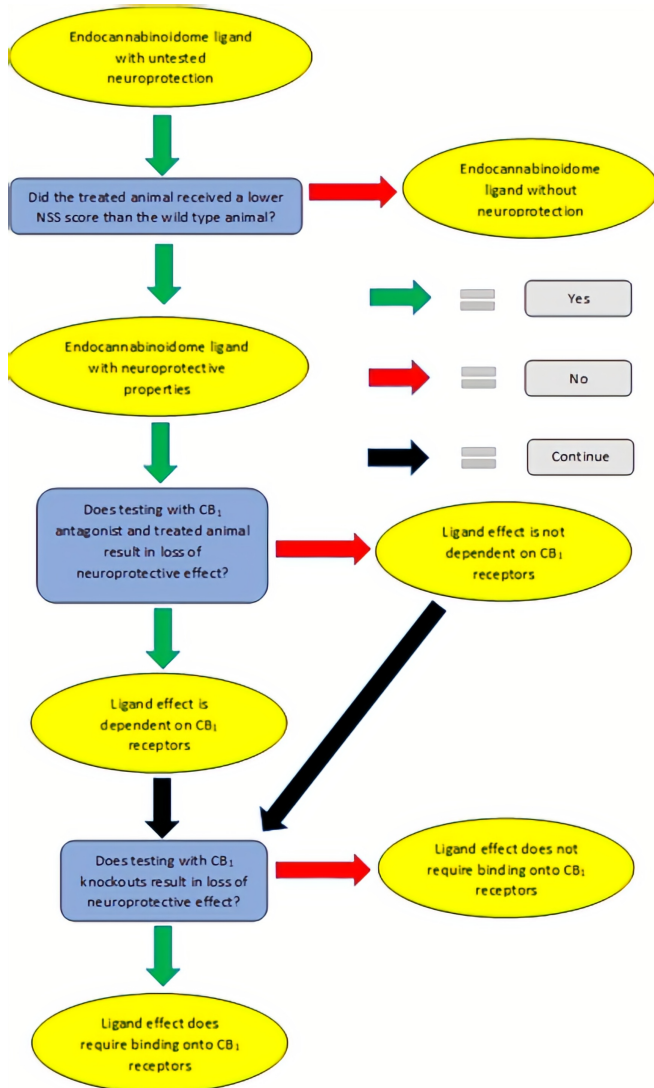 Endocannabinoidome ligand
with untested
neuroprotection
Did the treated animal received a lower
NSS score than the wild type animal?
Endocannabinoidome
ligand without
neuroprotection
Yes
Endocannabinoidome ligand
with neuroprotective
properties
No
Continue
Does testing with CB₁
antagonist and treated animal
result in loss of
neuroprotective effect?
Ligand effect is not
dependent on CB₁
receptors
Ligand effect is
dependent on CB₁
receptors
Does testing with CB₁
knockouts result in loss of
neuroprotective effect?
Ligand effect does not
require binding onto CB₁
receptors
Ligand effect does
require binding onto CB₁
receptors